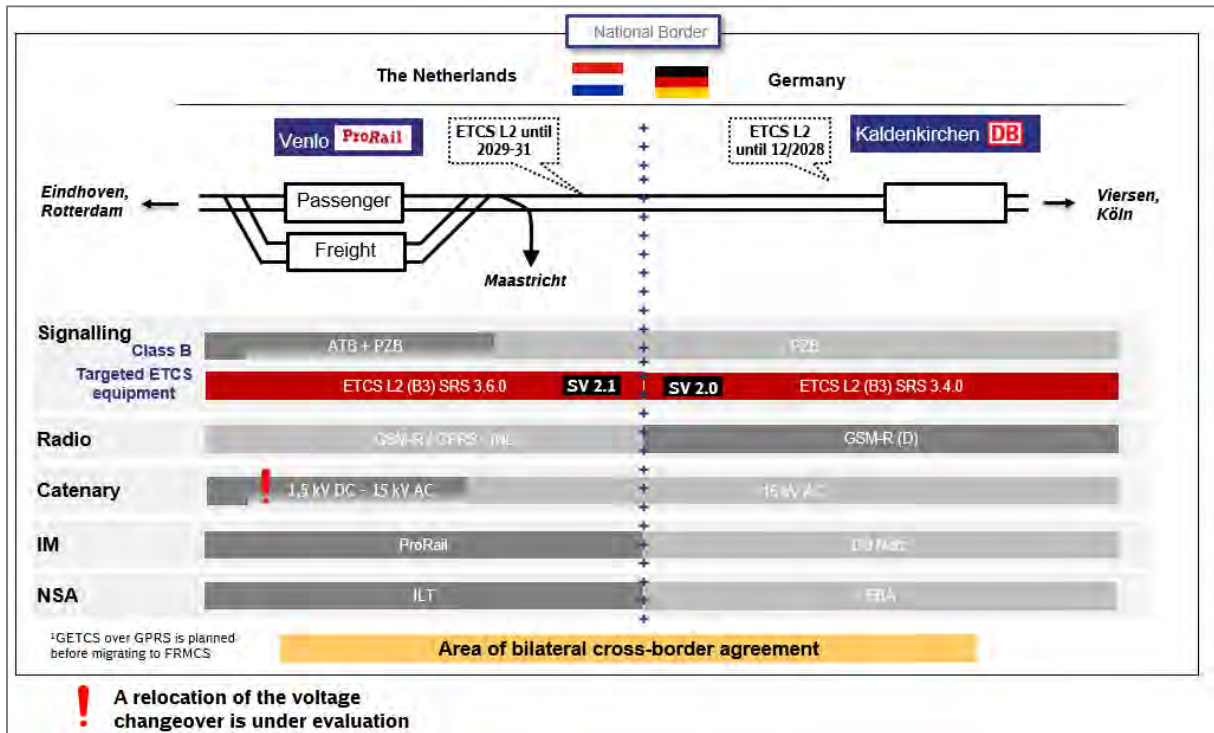 National Border
The Netherlands
Germany
Venlo ProRail
ETCS L2 until
2029-31
ETCS L2
until 12/2028
Kaldenkirchen DB
Eindhoven,
Rotterdam
Passenger
Freight
Maastricht
Viersen,
Köln
Signalling
Class B
ATB + PZB
PZB
Targeted ETCS
equipment
ETCS L2 (B3) SRS 3.6.0
SV 2.1
SV 2.0
ETCS L2 (B3) SRS 3.4.0
Radio
GSM-R / GPRS
GSM-R (D)
Catenary
! 1,5 kV DC – 15 kV AC
15 kV AC
IM
ProRail
DB Netz
NSA
ILT
EBA
¹GETCS over GPRS is planned
before migrating to FRMCS
Area of bilateral cross-border agreement
! A relocation of the voltage
changeover is under evaluation